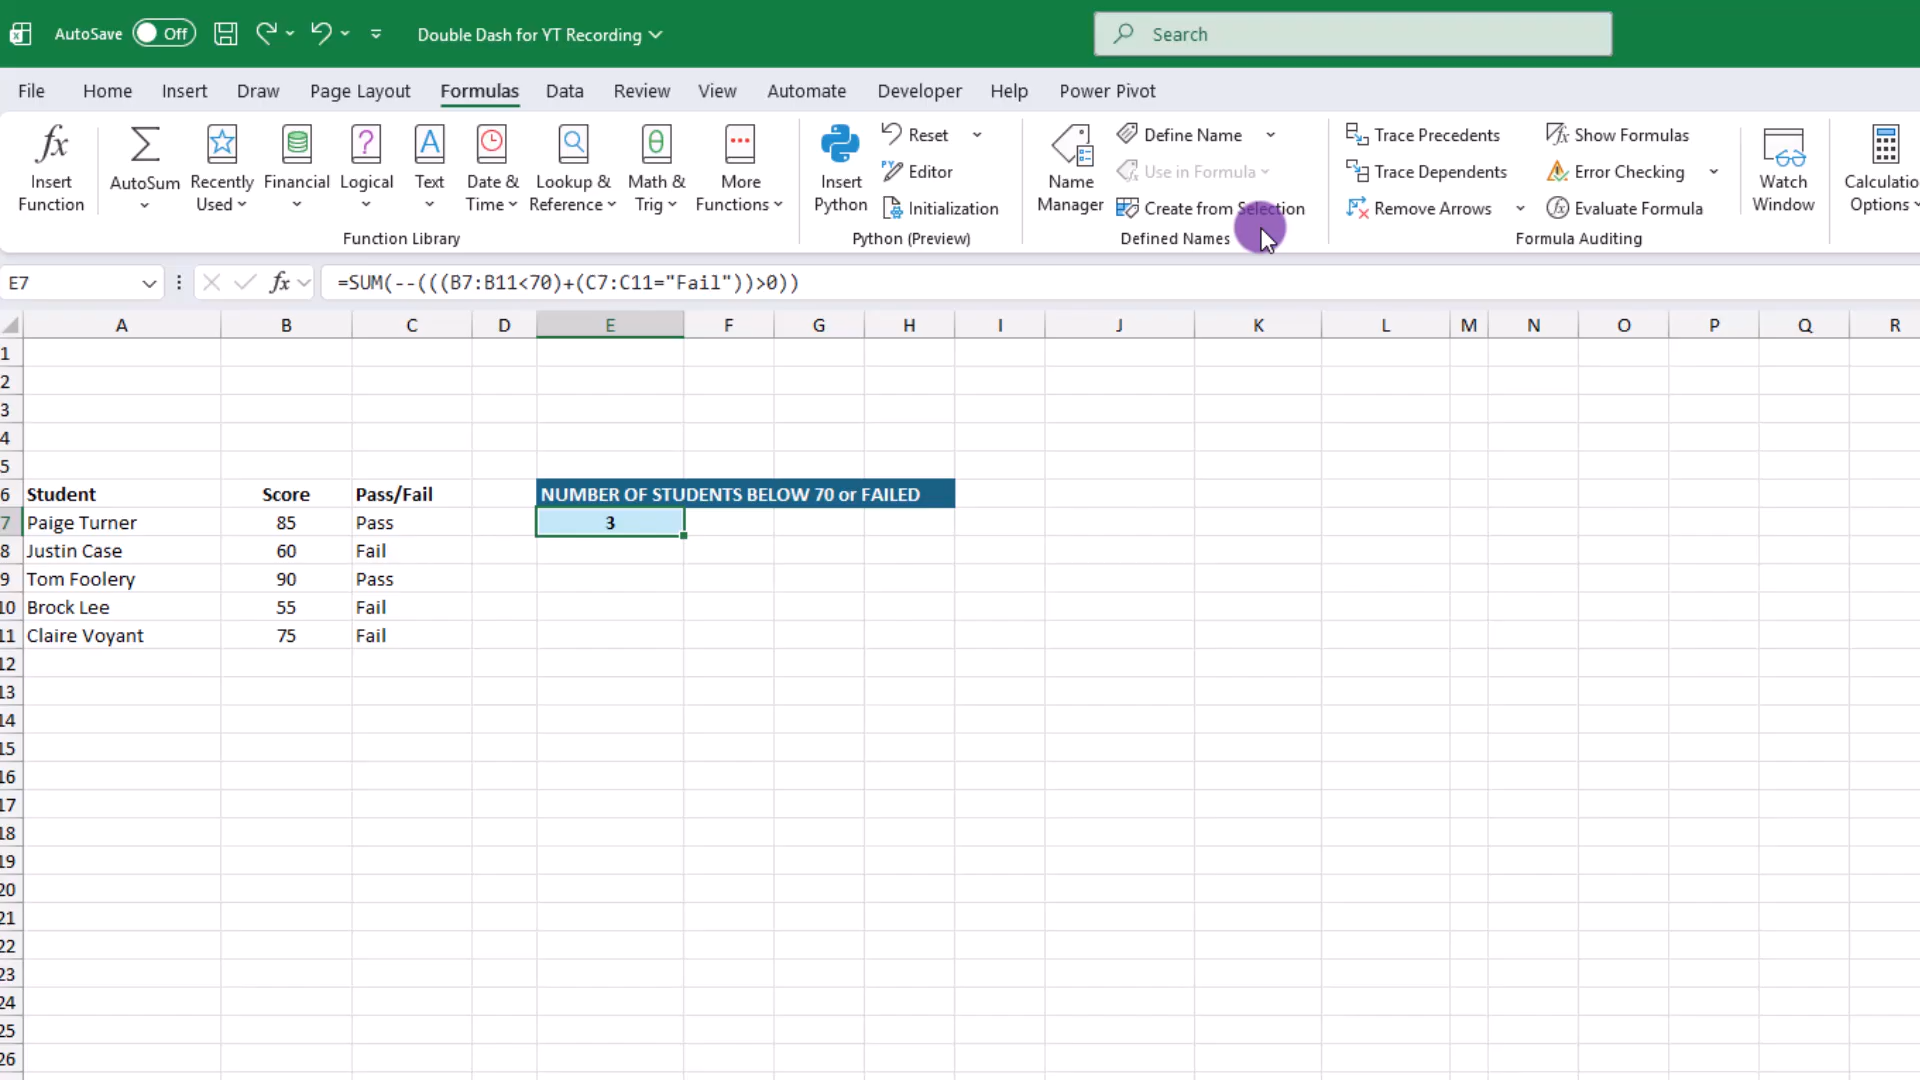 AutoSave Off Double Dash for YT Recording Search
File Home Insert Draw Page Layout Formulas Data Review View Automate Developer Help Power Pivot
Insert Function
AutoSum
Recently Used
Financial
Logical
Text
Date & Time
Lookup & Reference
Math & Trig
More Functions
Function Library
Insert Python
Reset
Editor
Initialization
Python (Preview)
Name Manager
Define Name
Use in Formula
Create from Selection
Defined Names
Trace Precedents
Trace Dependents
Remove Arrows
Show Formulas
Error Checking
Evaluate Formula
Formula Auditing
Watch Window
Calculatio Options
E7 fx =SUM(--(((B7:B11<70)+(C7:C11="Fail"))>0))
A B C D E F G H I J K L M N O P Q R
1
2
3
4
5
6 Student Score Pass/Fail NUMBER OF STUDENTS BELOW 70 or FAILED
7 Paige Turner 85 Pass 3
8 Justin Case 60 Fail
9 Tom Foolery 90 Pass
10 Brock Lee 55 Fail
11 Claire Voyant 75 Fail
12
13
14
15
16
17
18
19
20
21
22
23
24
25
26